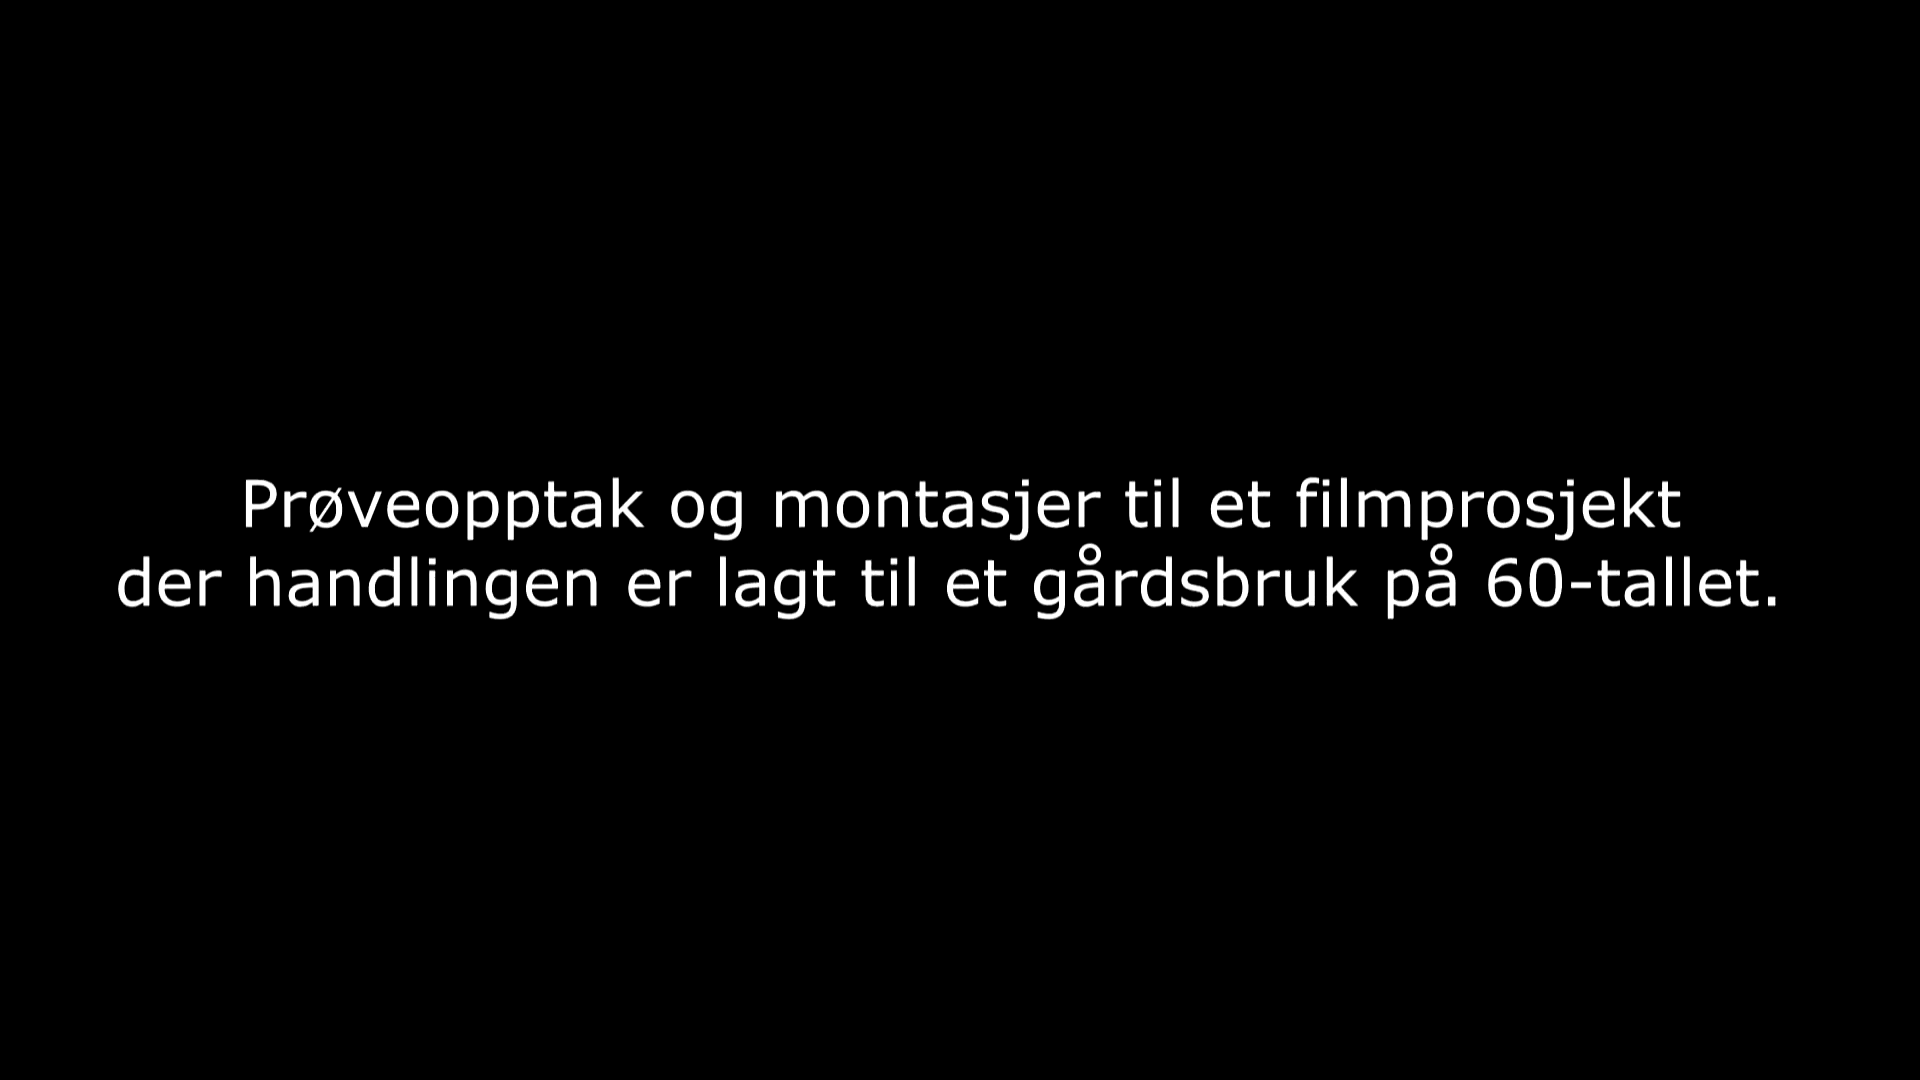 Prøveopptak og montasjer til et filmprosjekt
der handlingen er lagt til et gårdsbruk på 60-tallet.